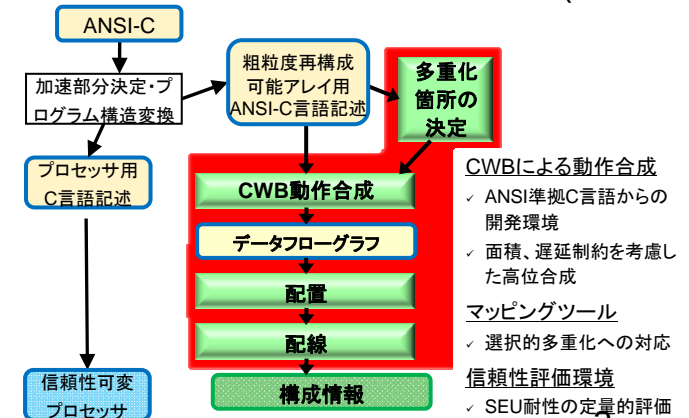 ANSI-C
加速部分決定・プ
ログラム構造変換
粗粒度再構成
可能アレイ用
ANSI-C言語記述
多重化
箇所の
決定
プロセッサ用
C言語記述
CWB動作合成
データフローグラフ
配置
配線
構成情報
信頼性可変
プロセッサ
CWBによる動作合成
✓ ANSI準拠C言語からの
開発環境
✓ 面積、遅延制約を考慮し
た高位合成
マッピングツール
✓ 選択的多重化への対応
信頼性評価環境
✓ SEU耐性の定量的評価